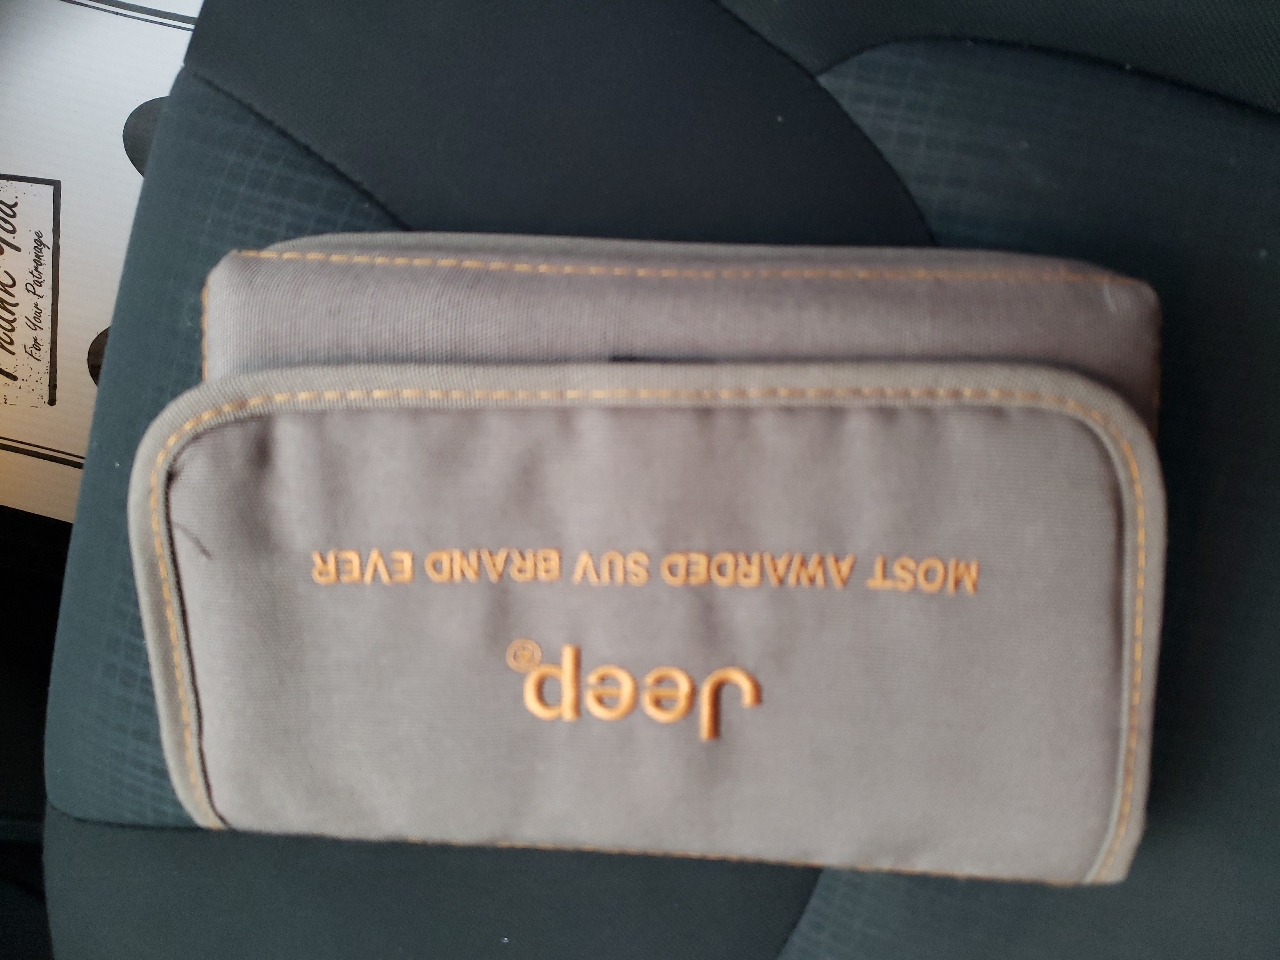 Jeep®
MOST AWARDED SUV BRAND EVER
Thank You
For Your Patronage